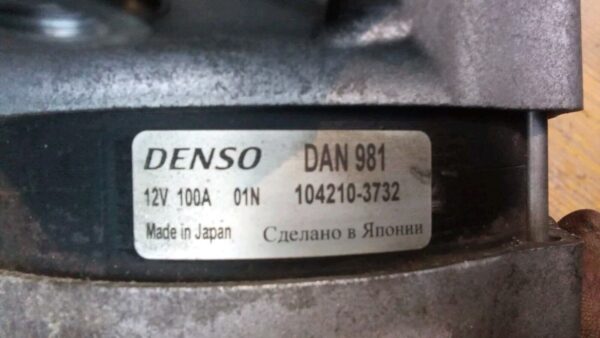 DENSO DAN 981
12V 100A 01N 104210-3732
Made in Japan Сделано в Японии